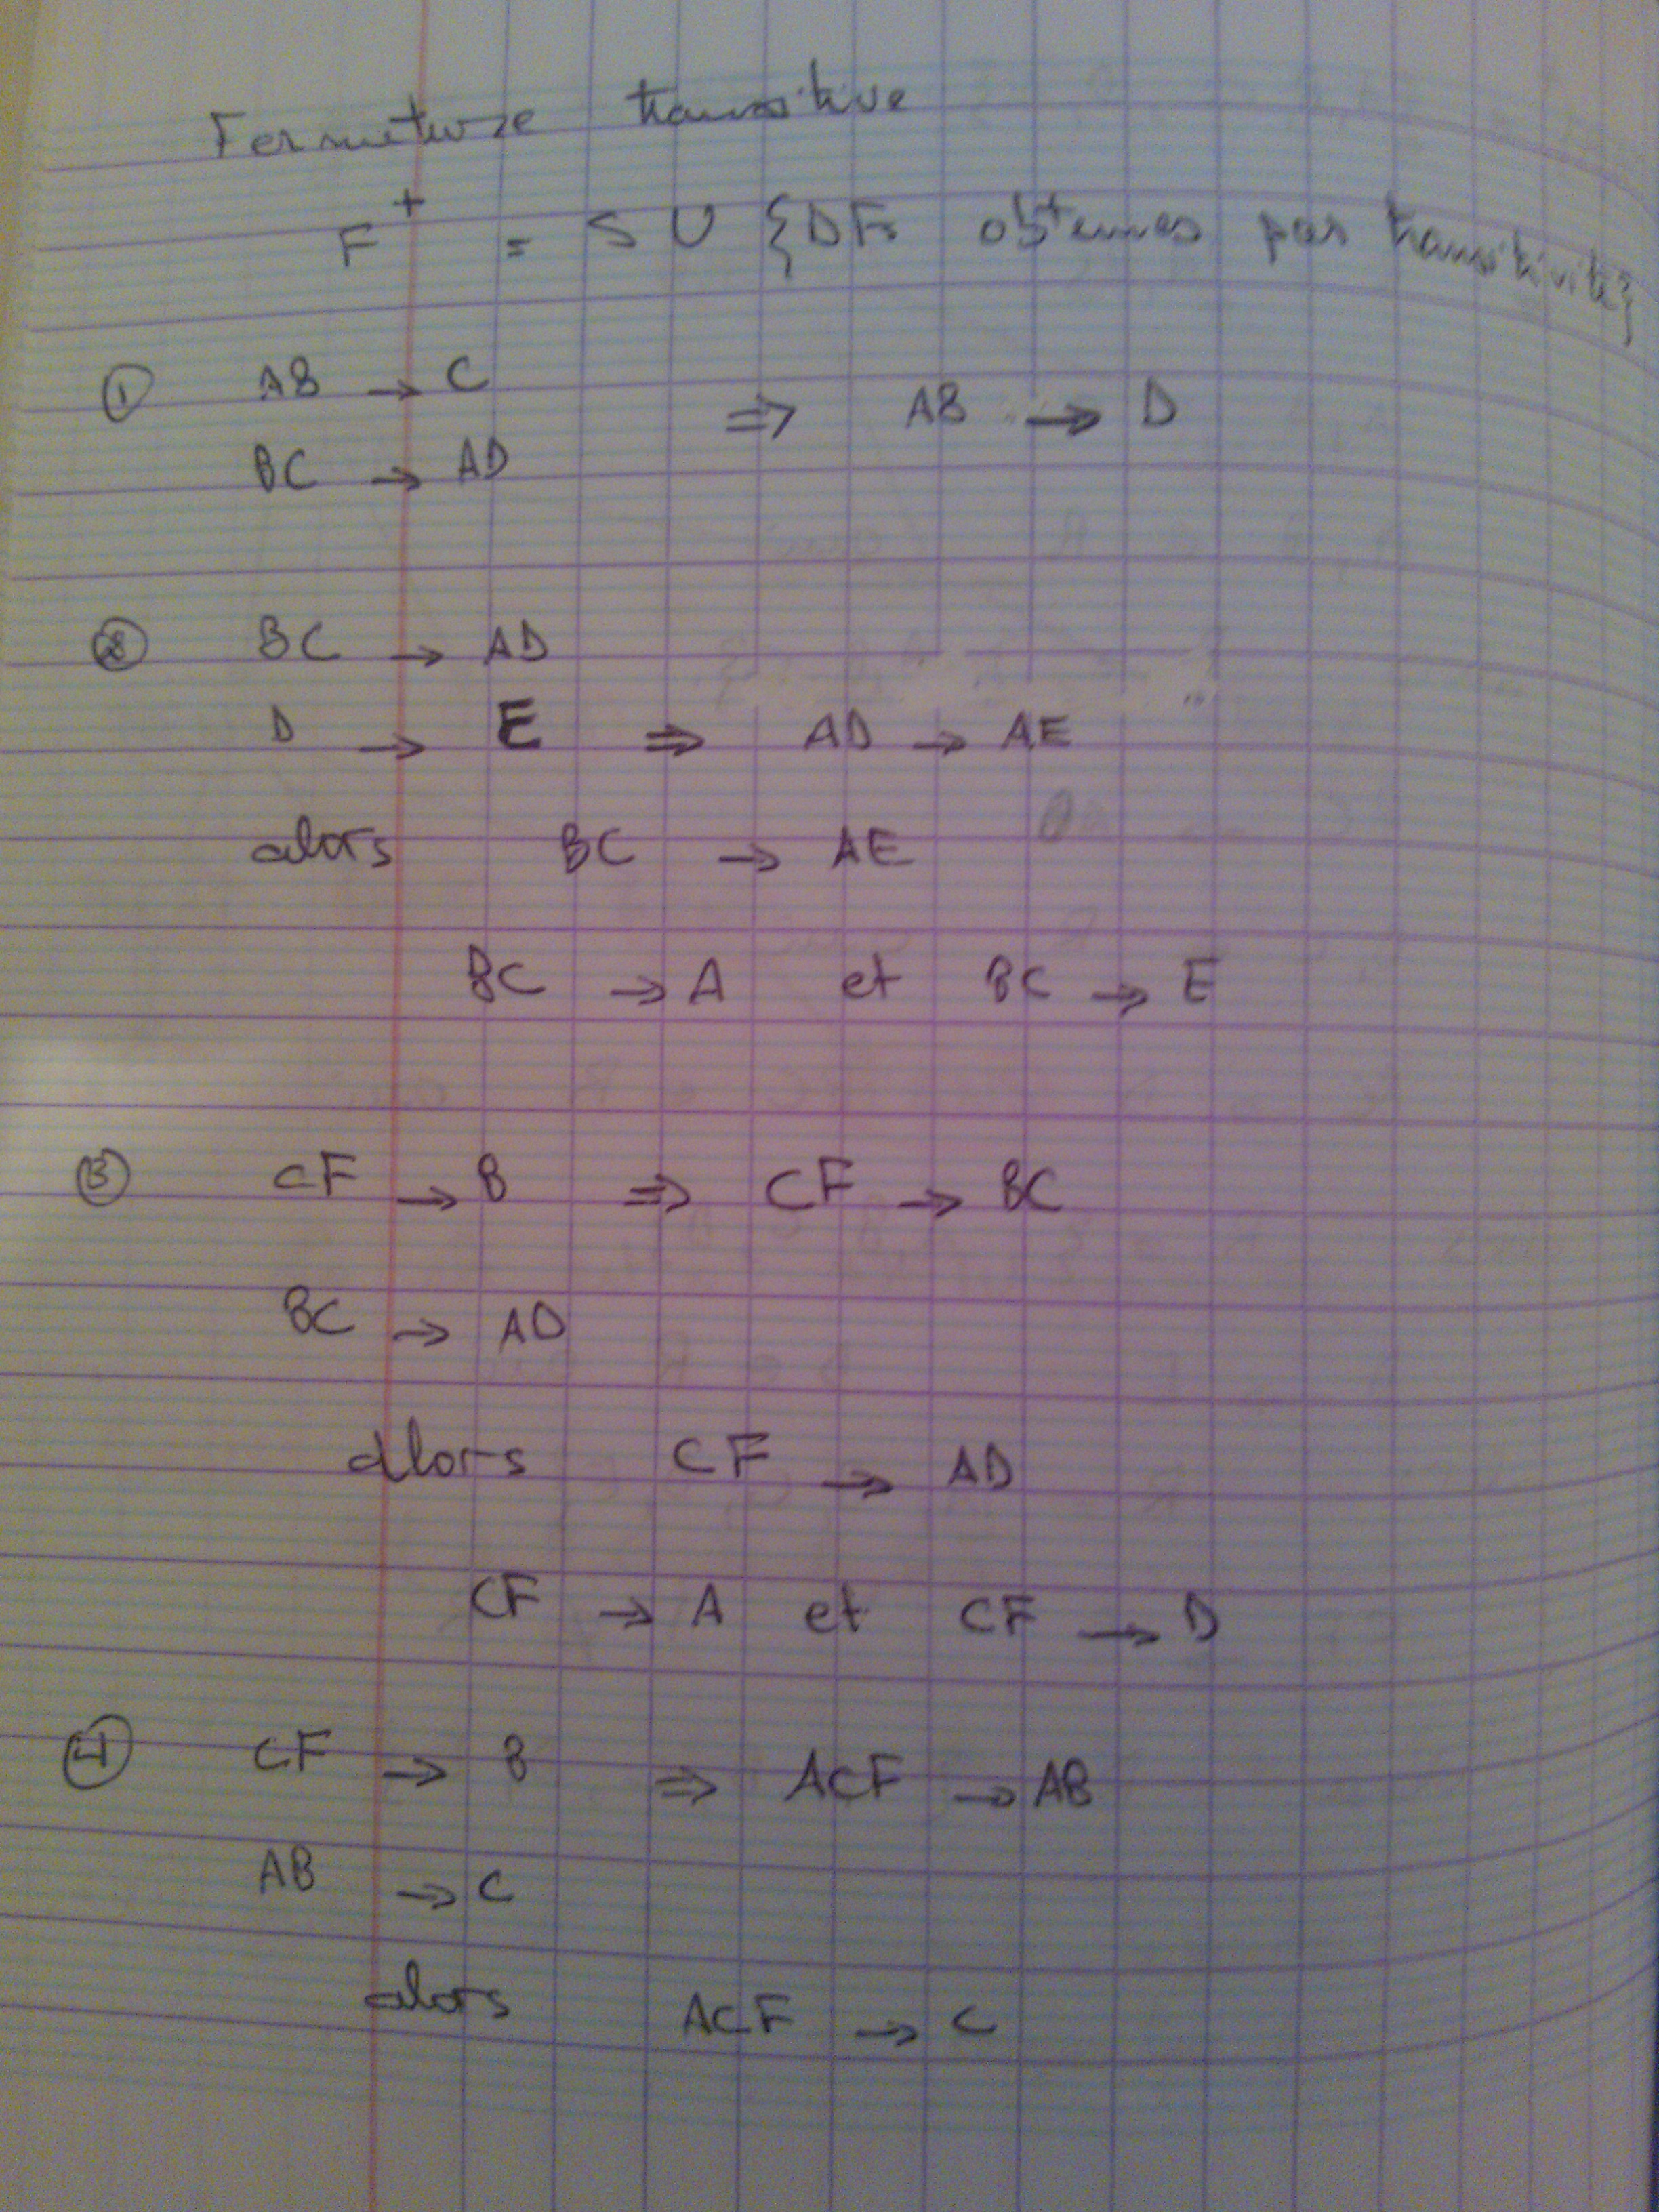 Fermeture transitive
F+ = S U {DFs obtenues par transitivité}
① AB → C
⇒ AB → D
BC → AD
② BC → AD
D → E ⇒ AD → AE
alors BC → AE
BC → A et BC → E
③ CF → B ⇒ CF → BC
BC → AD
alors CF → AD
CF → A et CF → D
④ CF → B ⇒ ACF → AB
AB → C
alors ACF → C